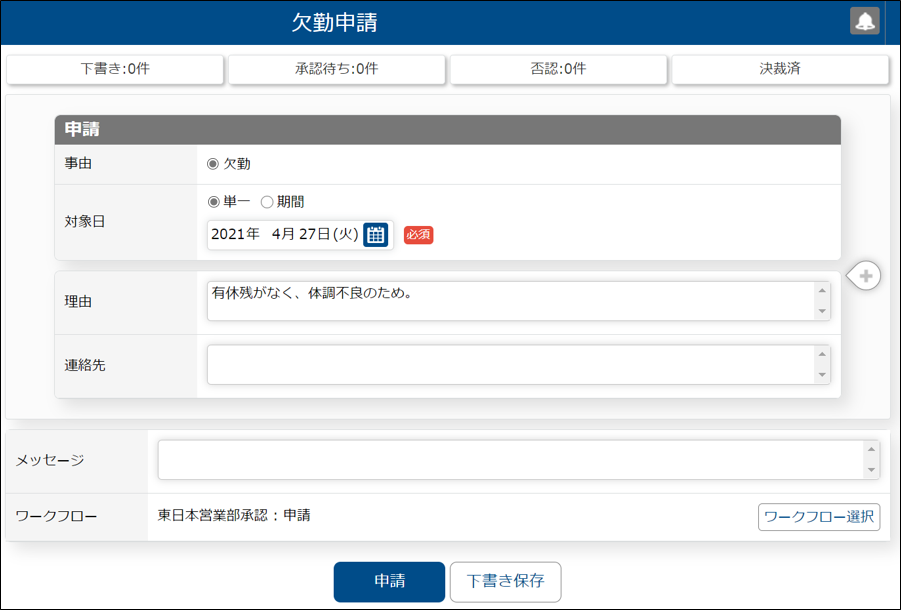 欠勤申請
下書き:0件
承認待ち:0件
否認:0件
決裁済
申請
事由
欠勤
対象日
単一 期間
2021年 4月 27日(火) 必須
理由
有休残がなく、体調不良のため。
連絡先
メッセージ
ワークフロー
東日本営業部承認 : 申請
ワークフロー選択
申請
下書き保存